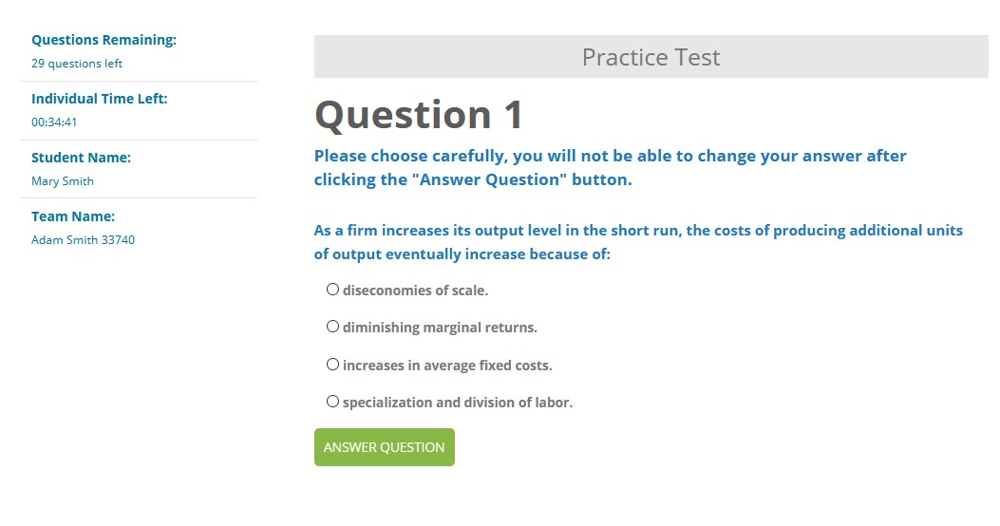 Questions Remaining:
29 questions left
Individual Time Left:
00:34:41
Student Name:
Mary Smith
Team Name:
Adam Smith 33740
Practice Test
Question 1
Please choose carefully, you will not be able to change your answer after
clicking the "Answer Question" button.
As a firm increases its output level in the short run, the costs of producing additional units
of output eventually increase because of:
diseconomies of scale.
diminishing marginal returns.
increases in average fixed costs.
specialization and division of labor.
ANSWER QUESTION